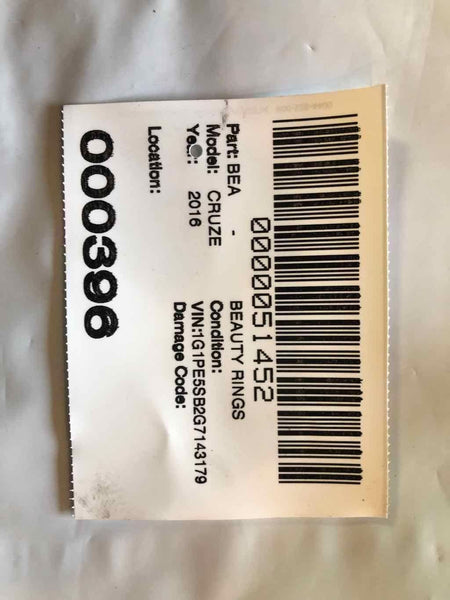 0000051452
Part: BEA - BEAUTY RINGS
Model: CRUZE Condition:
Year: 2016 VIN:1G1PE5SB2G7143179
Damage Code:
Location:
000396